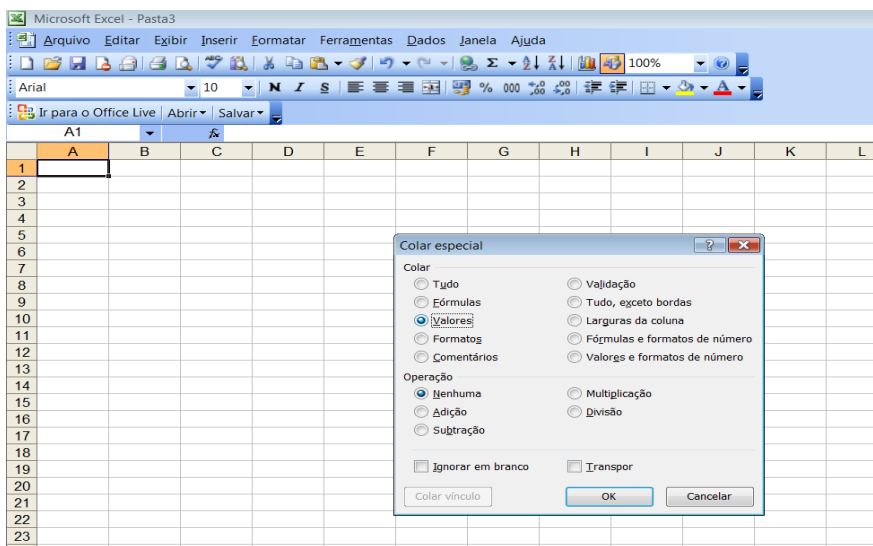 Microsoft Excel - Pasta3
Arquivo Editar Exibir Inserir Formatar Ferramentas Dados Janela Ajuda
100%
Arial 10 N I S % 000
Ir para o Office Live Abrir Salvar
A1 fx
A B C D E F G H I J K L
1
2
3
4
5
6
7
8
9
10
11
12
13
14
15
16
17
18
19
20
21
22
23
Colar especial
Colar
Tudo Validação
Fórmulas Tudo, exceto bordas
Valores Larguras da coluna
Formatos Fórmulas e formatos de número
Comentários Valores e formatos de número
Operação
Nenhuma Multiplicação
Adição Divisão
Subtração
Ignorar em branco Transpor
Colar vínculo OK Cancelar